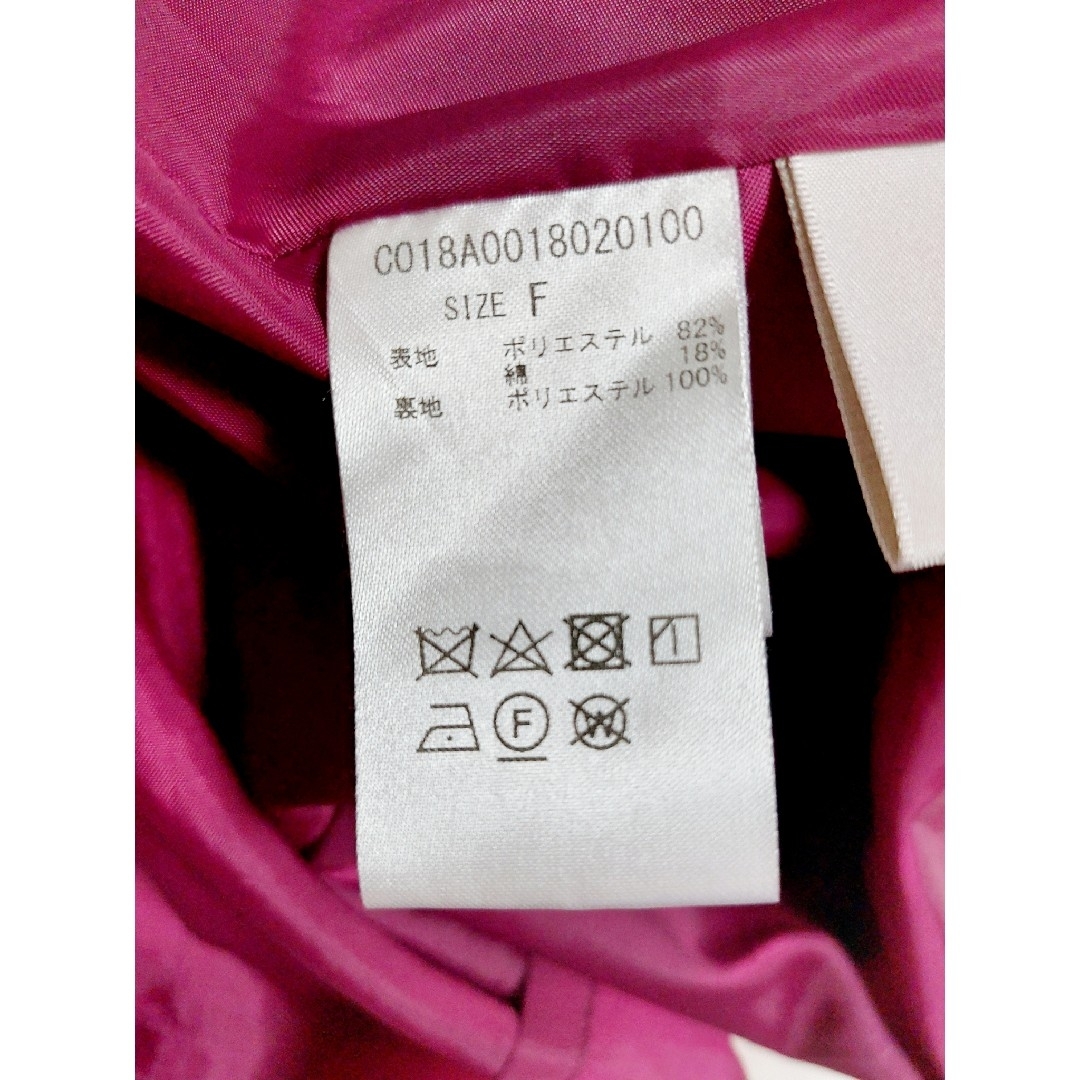 C018A0018020100
SIZE F
表地 ポリエステル 82%
綿 18%
裏地 ポリエステル 100%
F
W